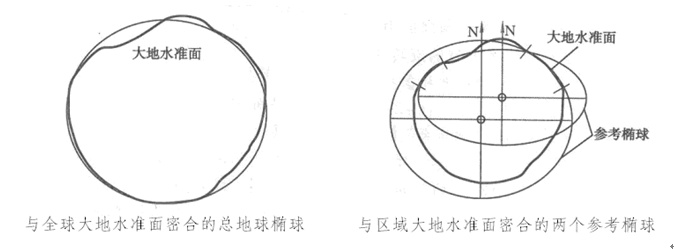 大地水准面
N
N
大地水准面
参考椭球
与全球大地水准面密合的总地球椭球
与区域大地水准面密合的两个参考椭球